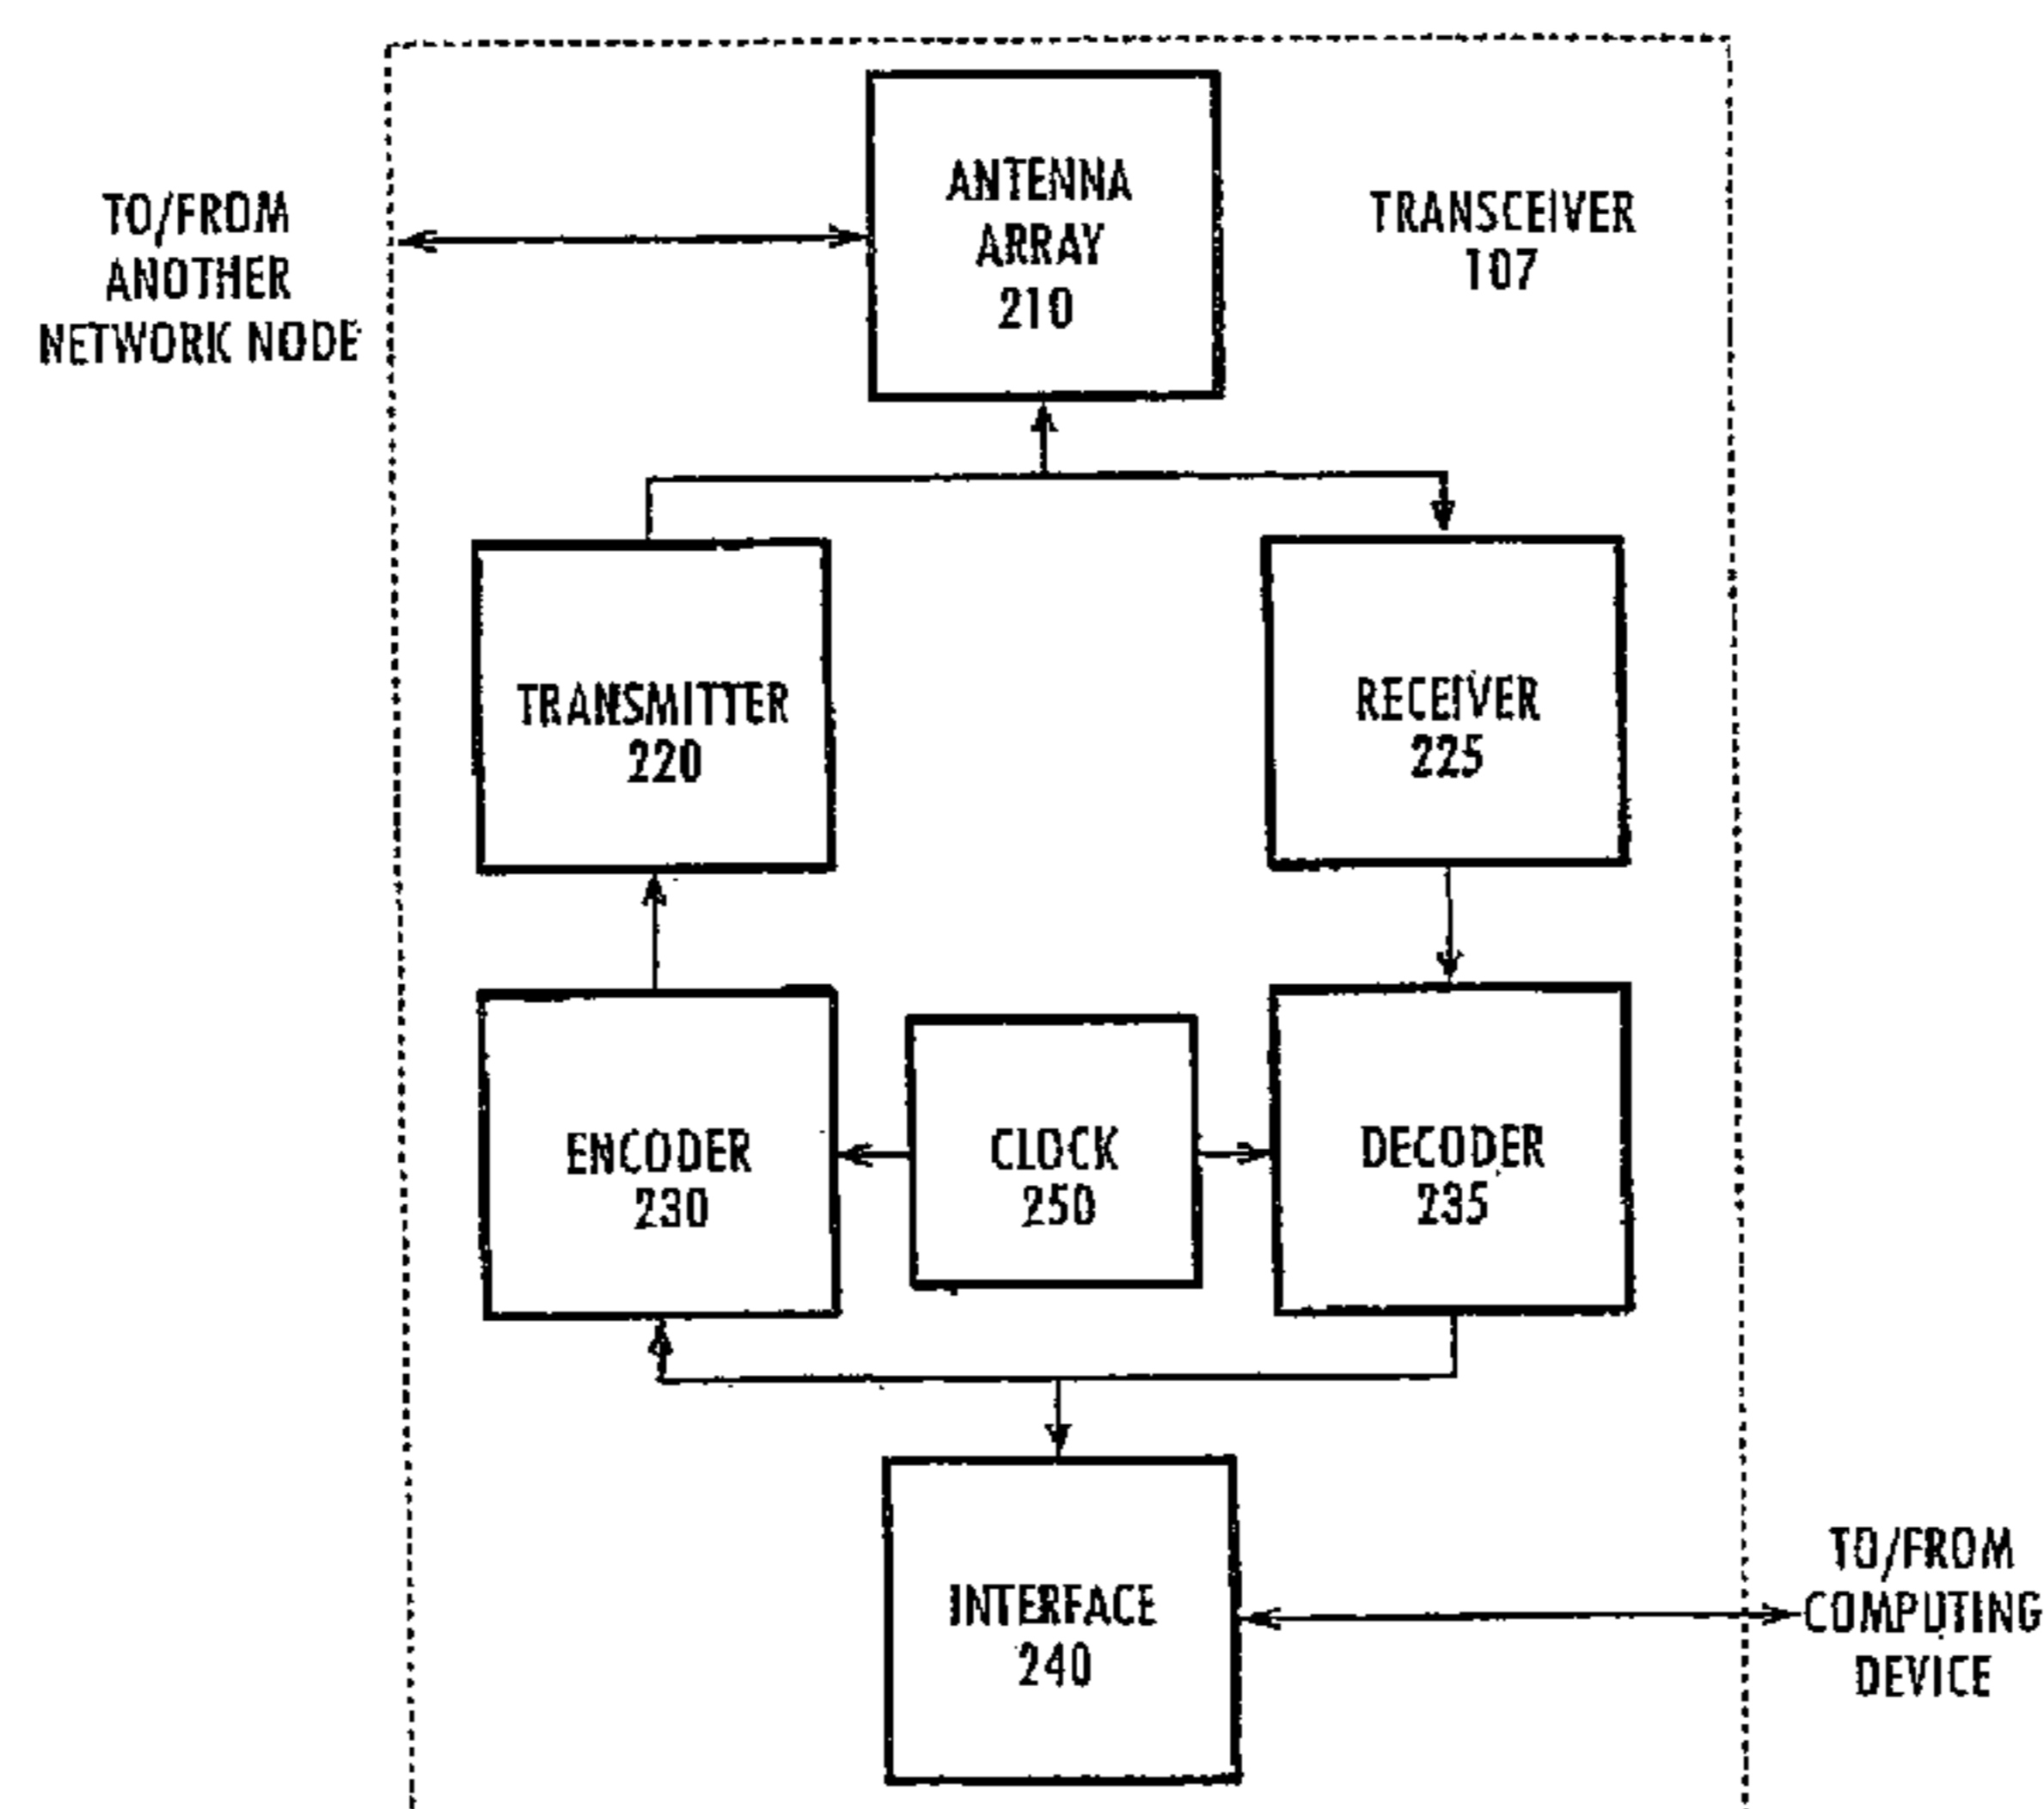 TO/FROM
ANOTHER
NETWORK NODE
ANTENNA
ARRAY
210
TRANSCEIVER
107
TRANSMITTER
220
RECEIVER
225
ENCODER
230
CLOCK
250
DECODER
235
INTERFACE
240
TO/FROM
COMPUTING
DEVICE